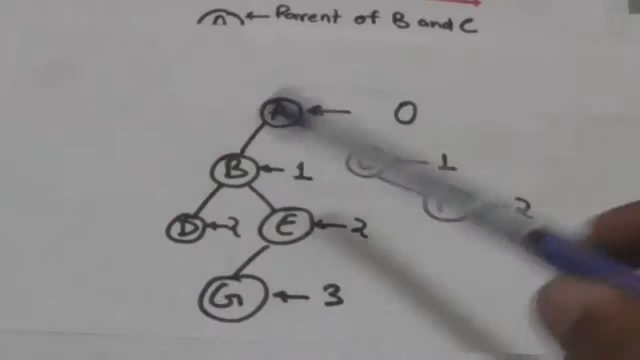 A ← Parent of B and C
A ← 0
B ← 1
1
D ← 2
E ← 2
2
G ← 3